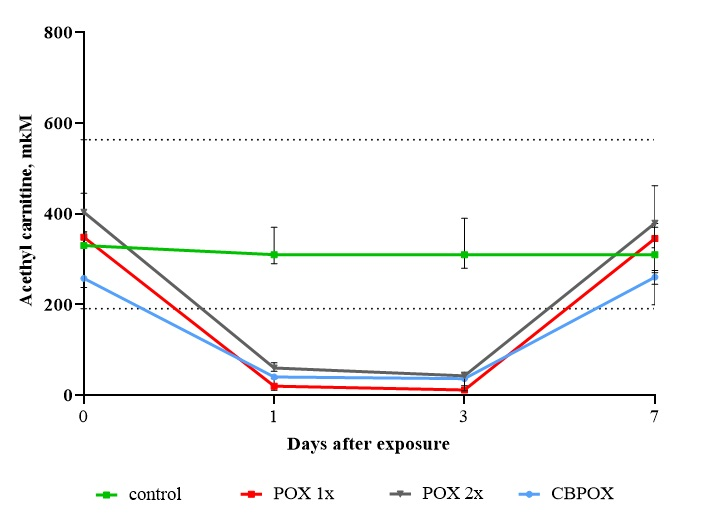 800
600
400
200
0
Acethyl carnitine, mkM
0 1 3 7
Days after exposure
control POX 1x POX 2x CBPOX